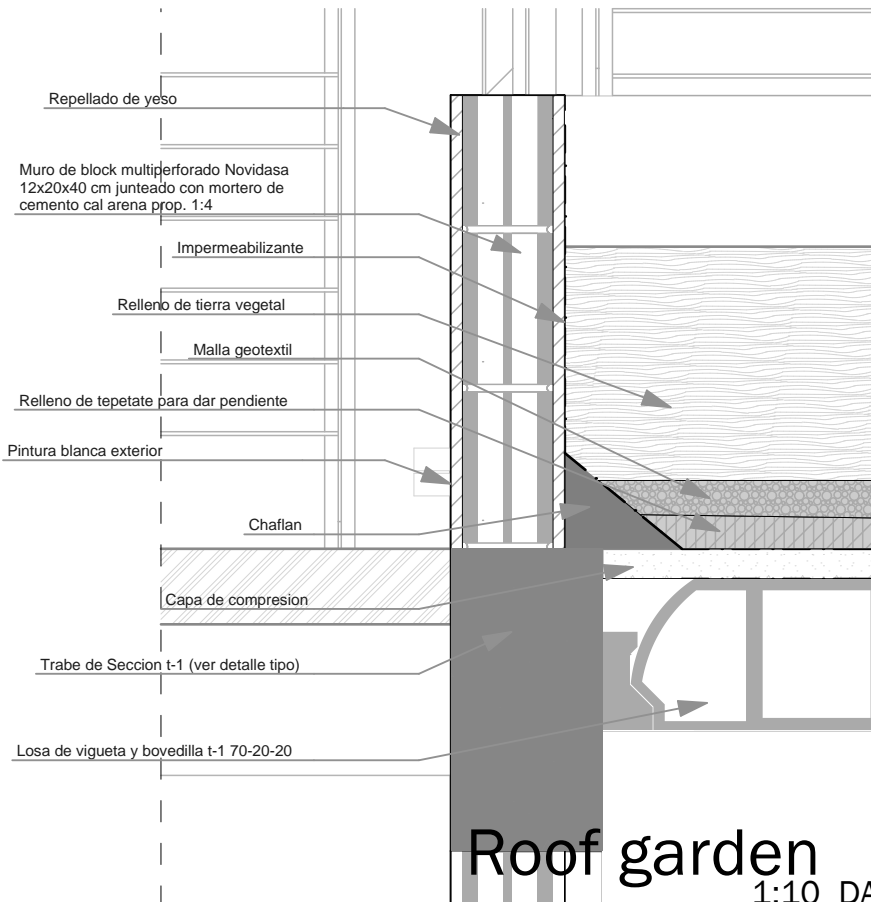 Repellado de yeso
Muro de block multiperforado Novidasa
12x20x40 cm junteado con mortero de
cemento cal arena prop. 1:4
Impermeabilizante
Relleno de tierra vegetal
Malla geotextil
Relleno de tepetate para dar pendiente
Pintura blanca exterior
Chaflan
Capa de compresion
Trabe de Seccion t-1 (ver detalle tipo)
Losa de vigueta y bovedilla t-1 70-20-20
Roof garden
1:10 DA